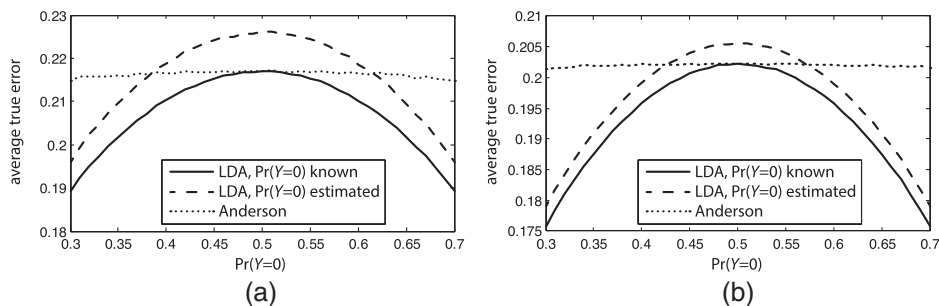 0.23
0.22
0.21
0.2
0.19
0.18
average true error
LDA, Pr(Y=0) known
LDA, Pr(Y=0) estimated
Anderson
0.3 0.35 0.4 0.45 0.5 0.55 0.6 0.65 0.7
Pr(Y=0)
(a)
0.21
0.205
0.2
0.195
0.19
0.185
0.18
0.175
average true error
LDA, Pr(Y=0) known
LDA, Pr(Y=0) estimated
Anderson
0.3 0.35 0.4 0.45 0.5 0.55 0.6 0.65 0.7
Pr(Y=0)
(b)